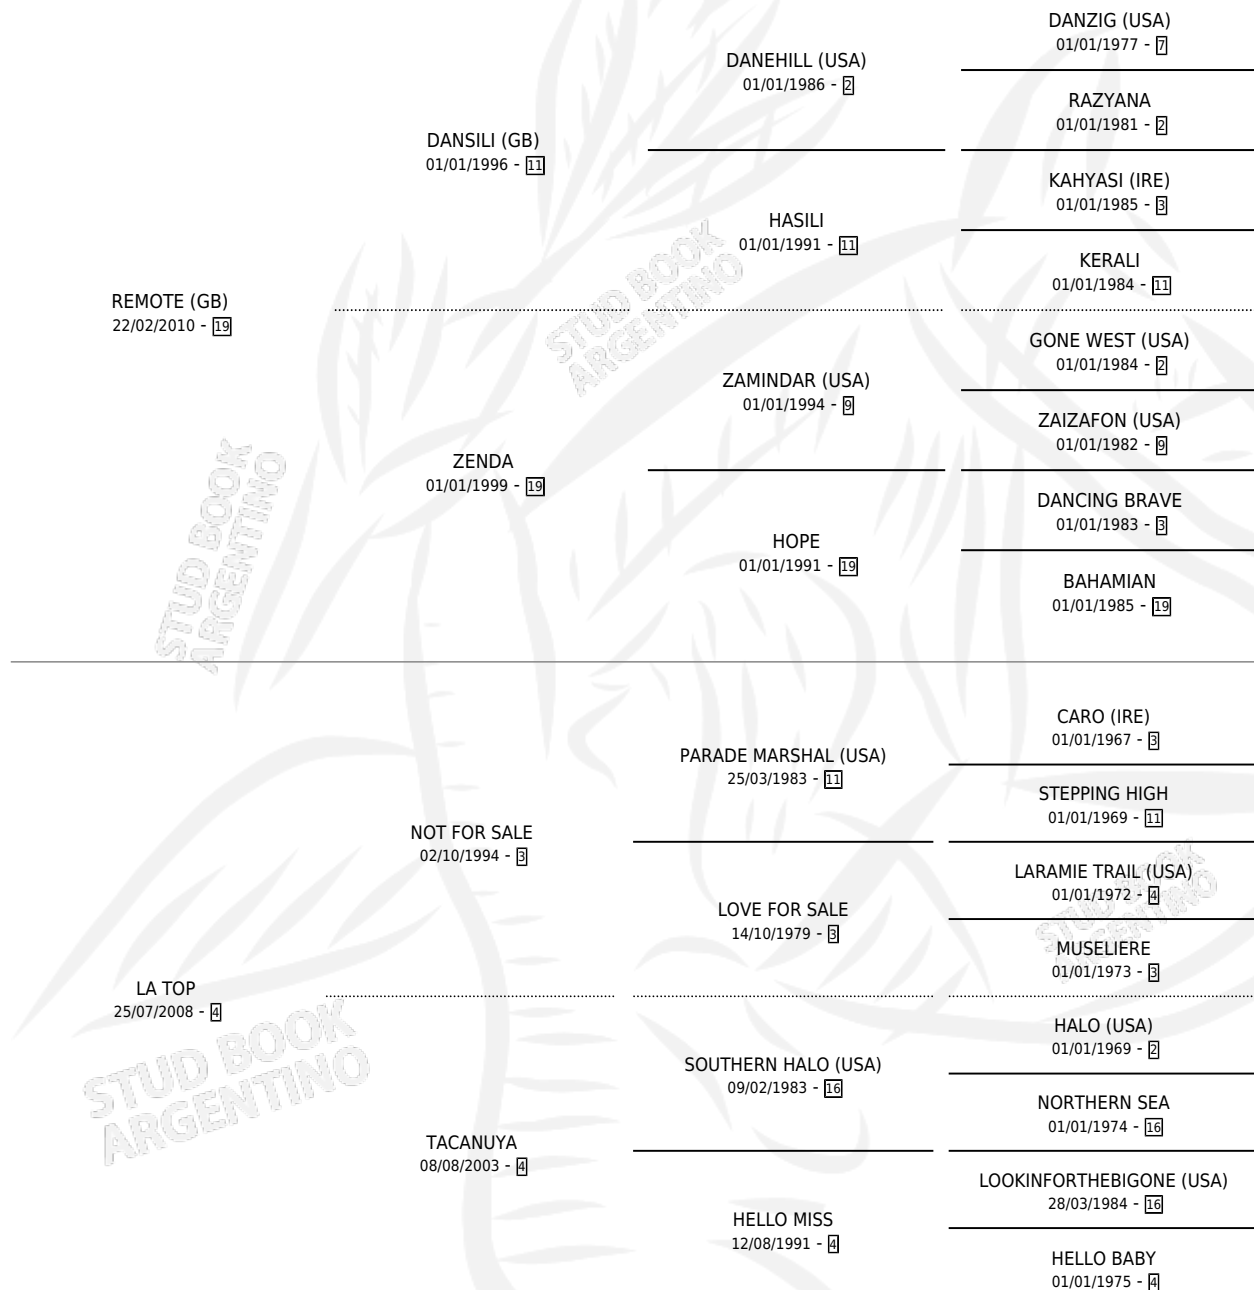 DANZIG (USA)
01/01/1977 - 7
DANEHILL (USA)
01/01/1986 - 2
RAZYANA
01/01/1981 - 2
DANSILI (GB)
01/01/1996 - 11
KAHYASI (IRE)
01/01/1985 - 3
HASILI
01/01/1991 - 11
KERALI
01/01/1984 - 11
REMOTE (GB)
22/02/2010 - 19
STUD BOOK
ARGENTINO
GONE WEST (USA)
01/01/1984 - 2
ZAMINDAR (USA)
01/01/1994 - 9
ZAIZAFON (USA)
01/01/1982 - 9
ZENDA
01/01/1999 - 19
DANCING BRAVE
01/01/1983 - 3
HOPE
01/01/1991 - 19
BAHAMIAN
01/01/1985 - 19
STUD BOOK
ARGENTINO
CARO (IRE)
01/01/1967 - 3
PARADE MARSHAL (USA)
25/03/1983 - 11
STEPPING HIGH
01/01/1969 - 11
NOT FOR SALE
02/10/1994 - 3
LARAMIE TRAIL (USA)
01/01/1972 - 4
LOVE FOR SALE
14/10/1979 - 3
STUD BOOK
ARGENTINO
MUSELIERE
01/01/1973 - 3
LA TOP
25/07/2008 - 4
HALO (USA)
01/01/1969 - 2
STUD BOOK
ARGENTINO
SOUTHERN HALO (USA)
09/02/1983 - 16
NORTHERN SEA
01/01/1974 - 16
TACANUYA
08/08/2003 - 4
LOOKINFORTHEBIGONE (USA)
28/03/1984 - 16
HELLO MISS
12/08/1991 - 4
HELLO BABY
01/01/1975 - 4